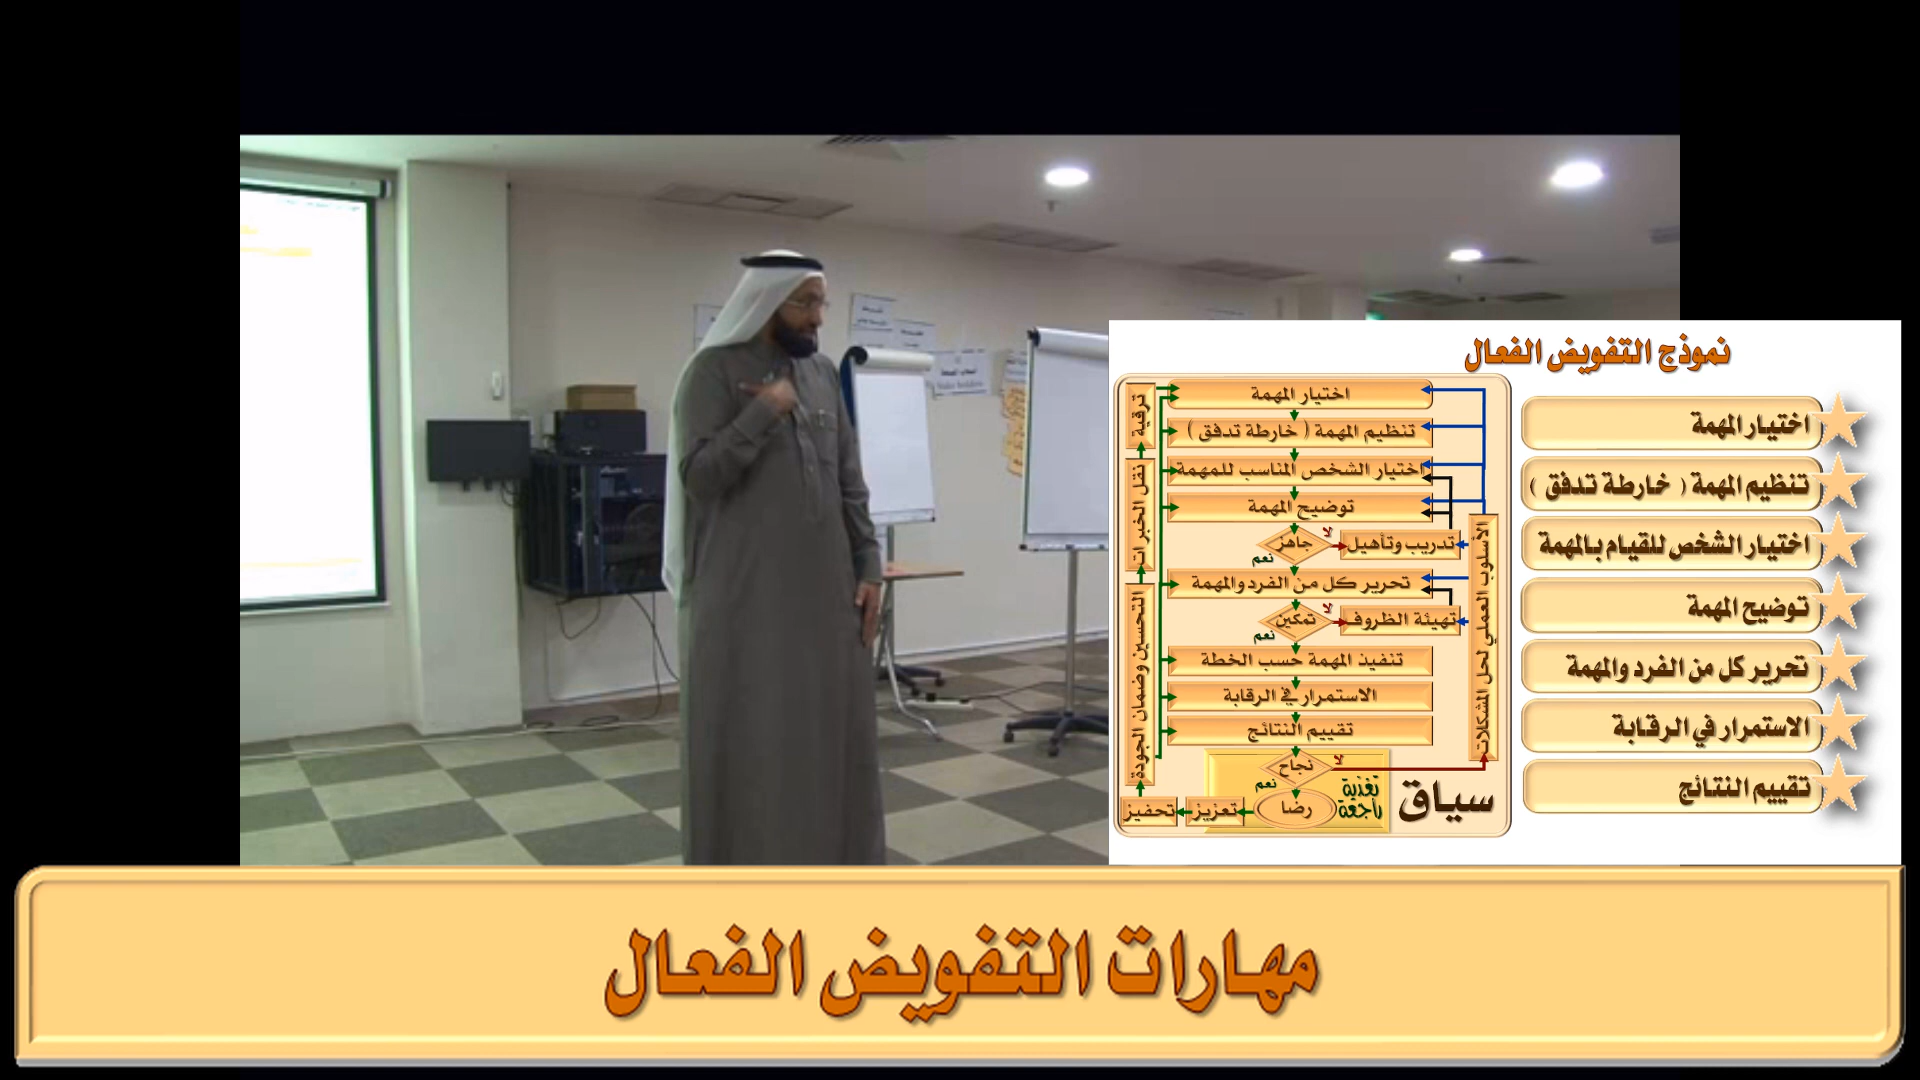 نموذج التفويض الفعال
اختيار المهمة
تنظيم المهمة ( خارطة تدفق )
اختيار الشخص للقيام بالمهمة
توضيح المهمة
تحرير كل من الفرد والمهمة
الاستمرار في الرقابة
تقييم النتائج
اختيار المهمة
تنظيم المهمة ( خارطة تدفق )
اختيار الشخص المناسب للمهمة
توضيح المهمة
جاهز
لا
نعم
تدريب وتأهيل
تحرير كل من الفرد والمهمة
تمكين
لا
نعم
تهيئة الظروف
تنفيذ المهمة حسب الخطة
الاستمرار في الرقابة
تقييم النتائج
نجاح
لا
نعم
رضا
تغذية
راجعة
تعزيز
تحفيز
التحسين وضمان الجودة
نقل الخبرات
ترقية
الأسلوب العملي لحل المشكلات
سياق
مهارات التفويض الفعال